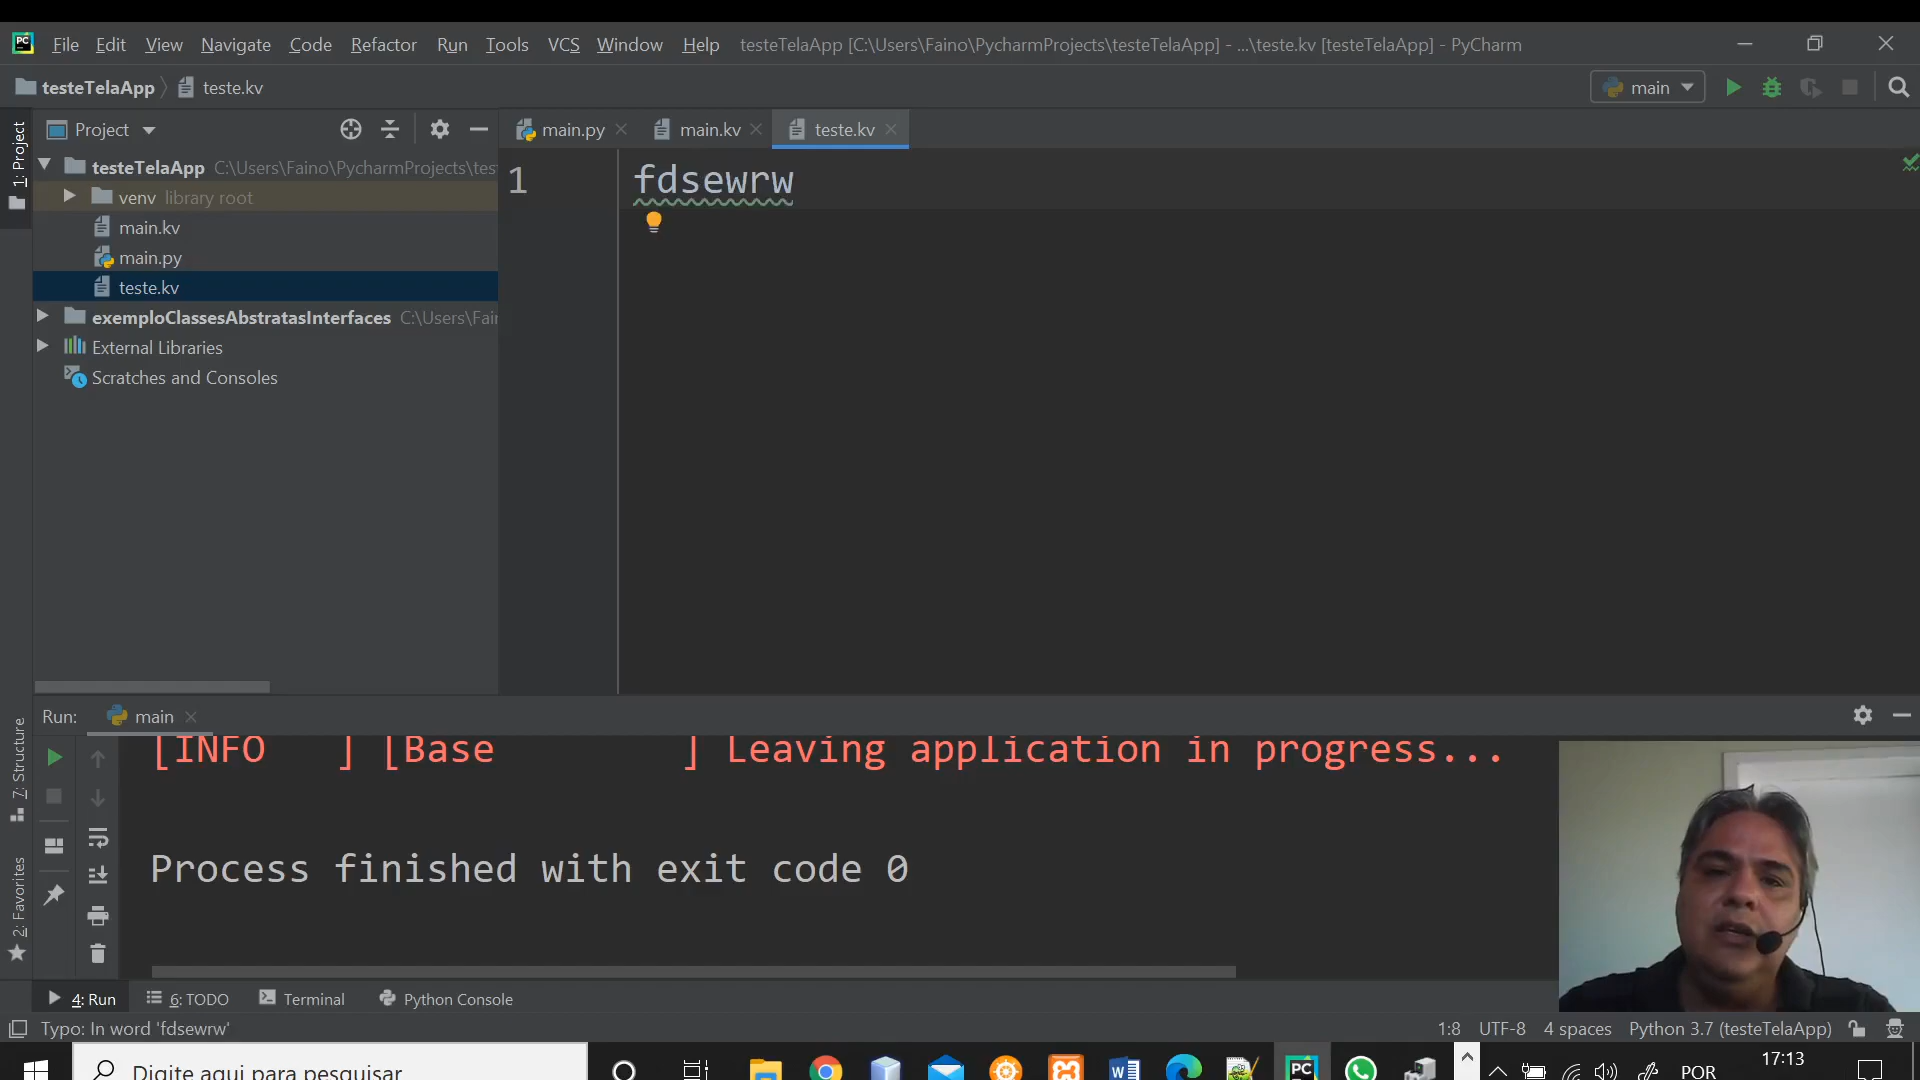 PC File Edit View Navigate Code Refactor Run Tools VCS Window Help testeTelaApp [C:\Users\Faino\PycharmProjects\testeTelaApp] - ...\teste.kv [testeTelaApp] - PyCharm
testeTelaApp teste.kv main
1: Project
Project main.py main.kv teste.kv
testeTelaApp C:\Users\Faino\PycharmProjects\tes
1 fdsewrw
venv library root
main.kv
main.py
teste.kv
exemploClassesAbstratasInterfaces C:\Users\Fai
External Libraries
Scratches and Consoles
Run: main
7: Structure
[INFO ] [Base ] Leaving application in progress...
Process finished with exit code 0
2: Favorites
4: Run 6: TODO Terminal Python Console
Typo: In word 'fdsewrw' 1:8 UTF-8 4 spaces Python 3.7 (testeTelaApp)
Digite aqui para pesquisar PC POR 17:13